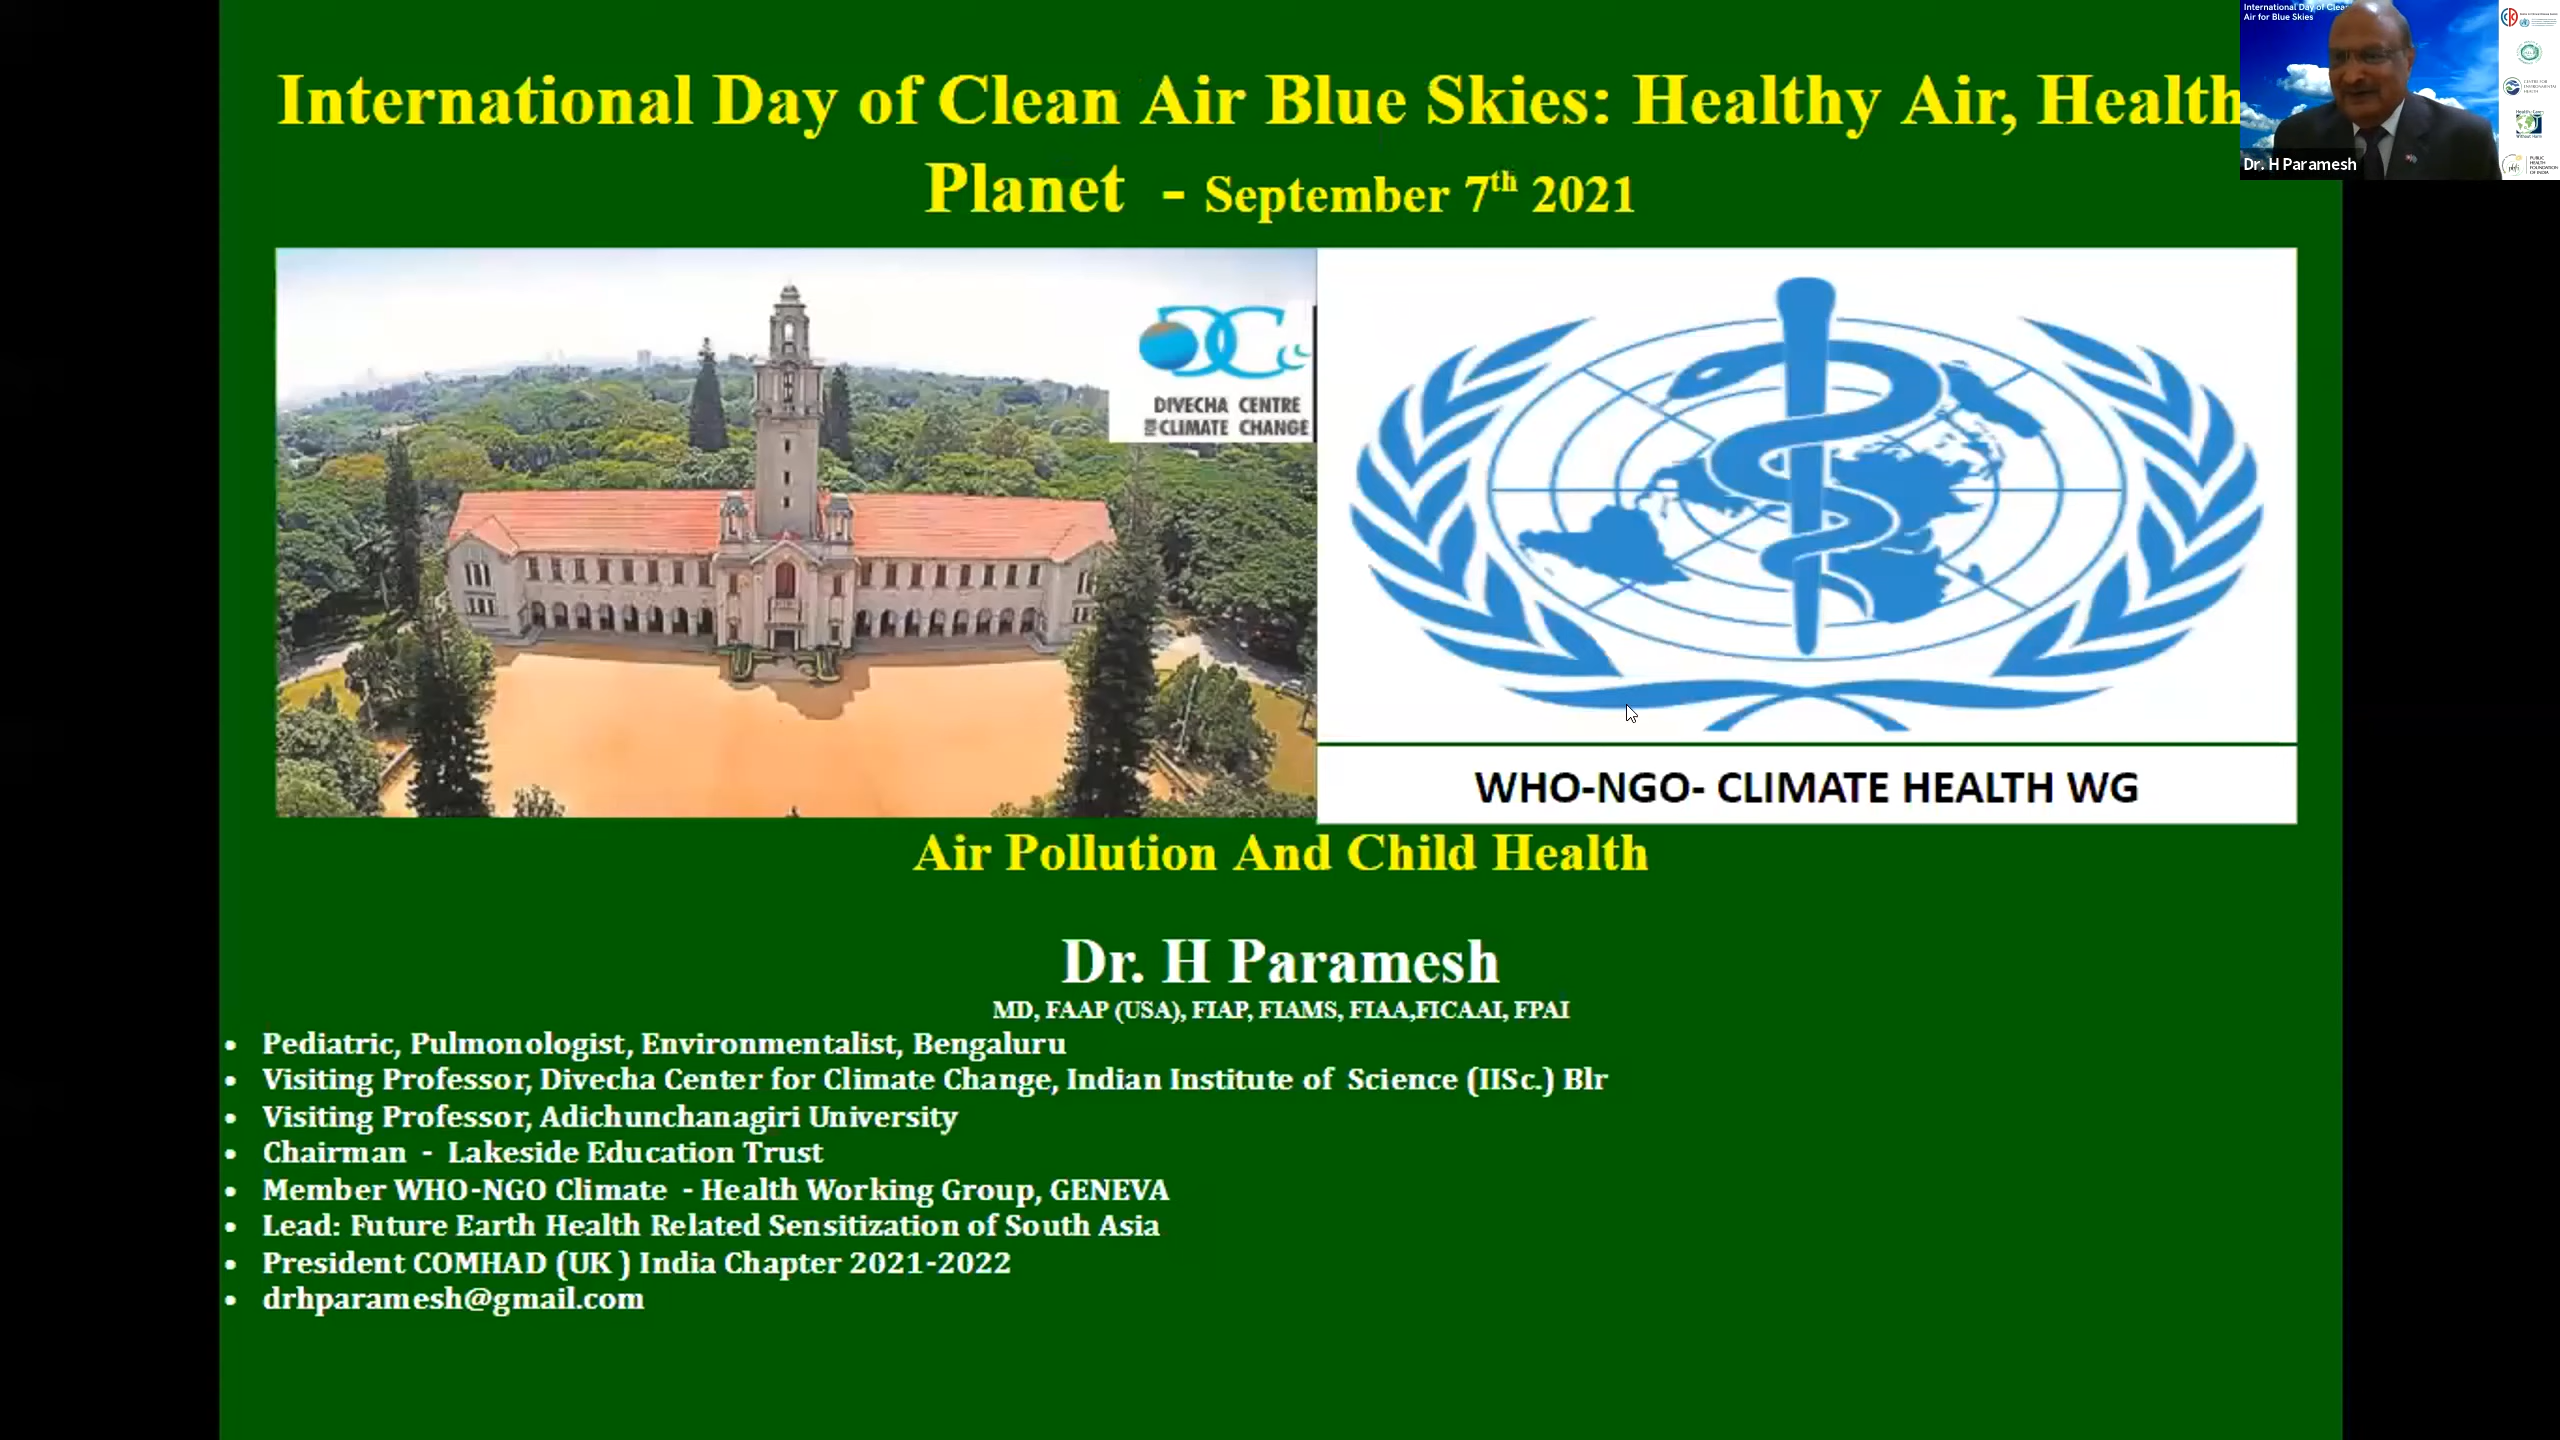 International Day of Clean Air Blue Skies: Healthy Air, Health
Planet - September 7th 2021
International Day of Clea
Air for Blue Skies
Dr. H Paramesh
DIVECHA CENTRE
FOR CLIMATE CHANGE
WHO-NGO- CLIMATE HEALTH WG
Air Pollution And Child Health
Dr. H Paramesh
MD, FAAP (USA), FIAP, FIAMS, FIAA,FICAAI, FPAI
• Pediatric, Pulmonologist, Environmentalist, Bengaluru
• Visiting Professor, Divecha Center for Climate Change, Indian Institute of Science (IISc.) Blr
• Visiting Professor, Adichunchanagiri University
• Chairman - Lakeside Education Trust
• Member WHO-NGO Climate - Health Working Group, GENEVA
• Lead: Future Earth Health Related Sensitization of South Asia
• President COMHAD (UK ) India Chapter 2021-2022
• drhparamesh@gmail.com